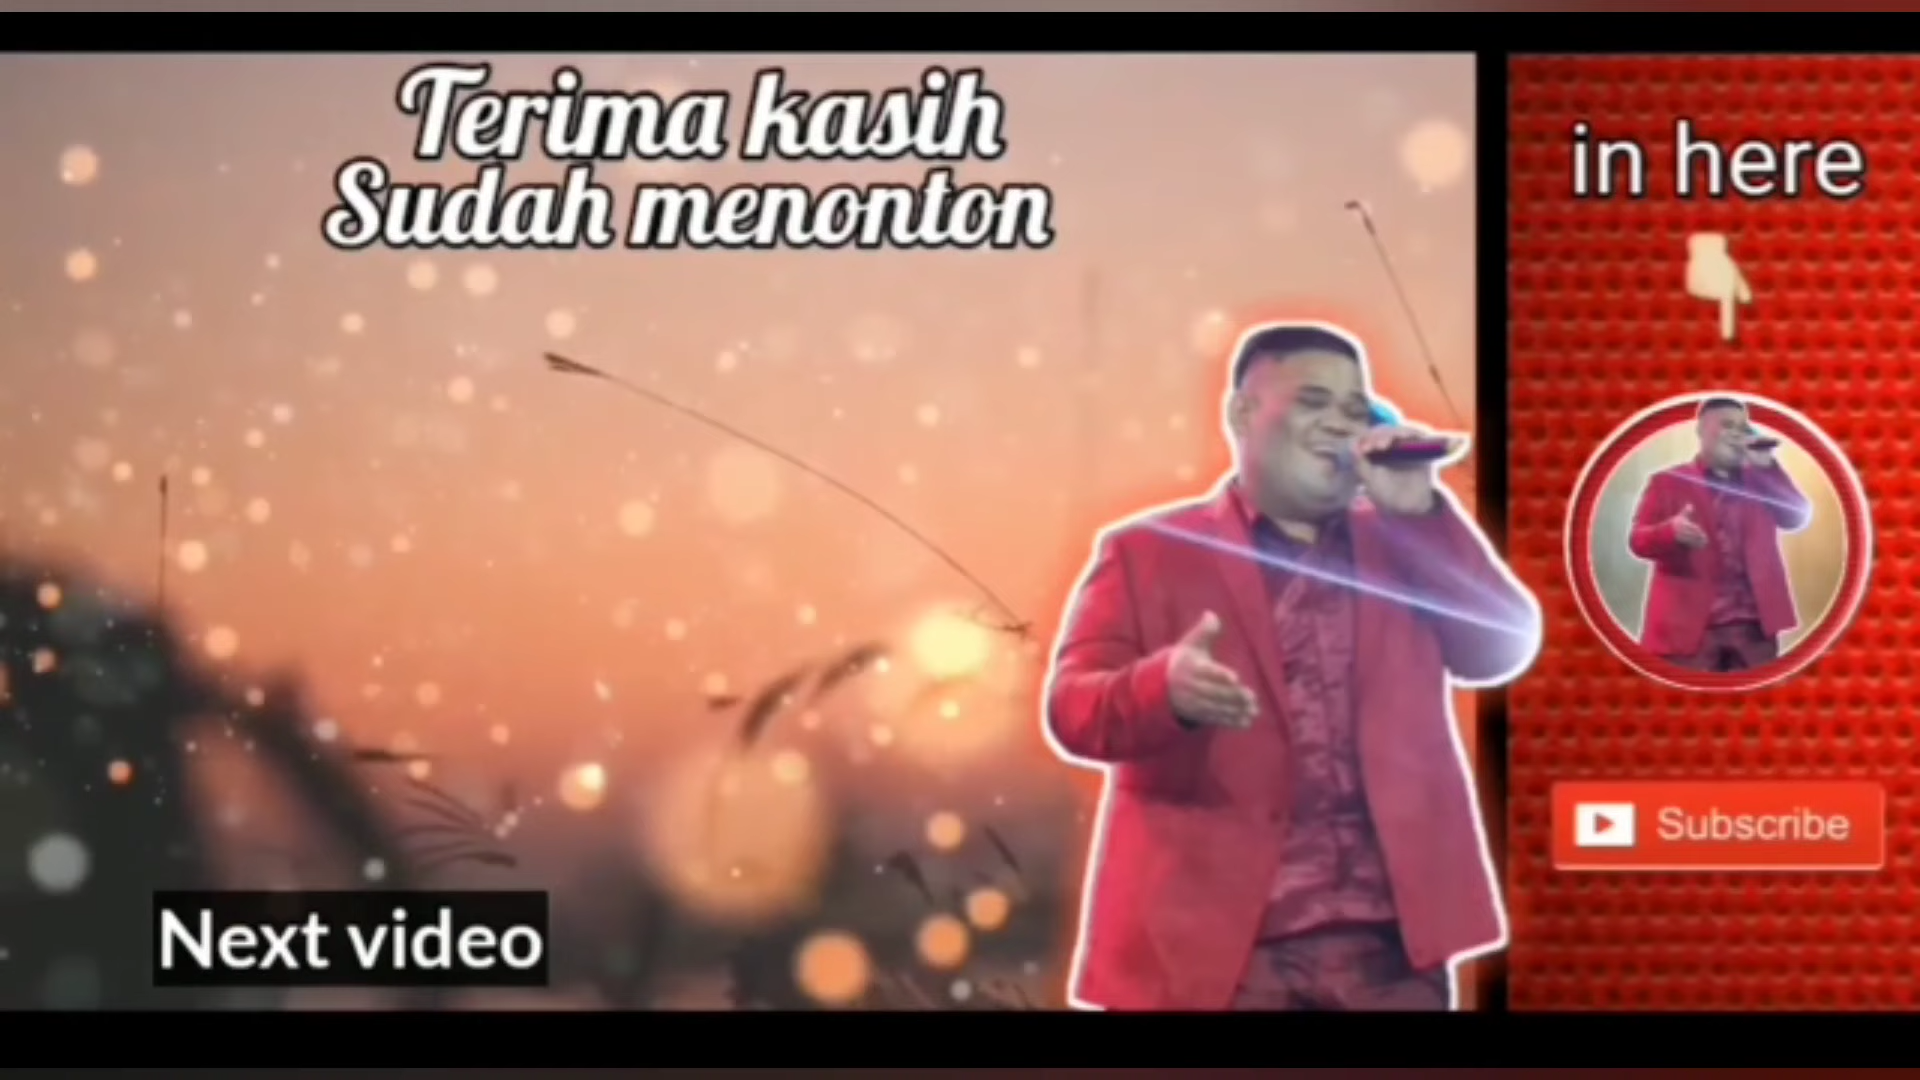 Terima kasih
Sudah menonton
in here
Subscribe
Next video